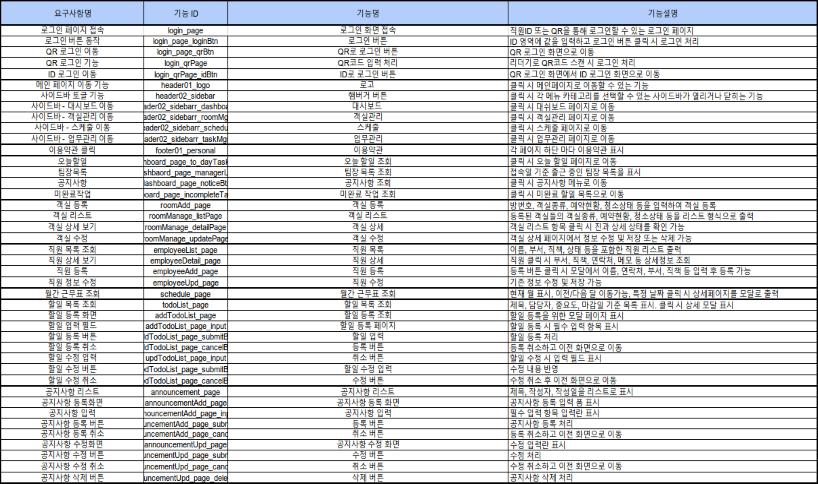 요구사항명 기능 ID 기능명 기능설명
로그인 페이지 접속 login_page 로그인 화면 접속 직원ID 또는 QR을 통해 로그인할 수 있는 로그인 페이지
로그인 버튼 동작 login_page_loginBtn 로그인 버튼 ID 영역에 값을 입력하고 로그인 버튼 클릭 시 로그인 처리
QR 로그인 이동 login_page_qrBtn QR로 로그인 버튼 QR 로그인 화면으로 이동
QR 로그인 기능 login_qrPage QR코드 입력 처리 리더기로 QR코드 스캔 시 로그인 처리
ID 로그인 이동 login_qrPage_idBtn ID로 로그인 버튼 QR 로그인 화면에서 ID 로그인 화면으로 이동
메인 페이지 이동 기능 header01_logo 로고 클릭 시 메인페이지로 이동할 수 있는 기능
사이드바 토글 기능 header02_sidebar 햄버거 버튼 클릭 시 각 메뉴 카테고리를 선택할 수 있는 사이드바가 열리거나 닫히는 기능
사이드바 - 대시보드 이동 ader02_sidebarr_dashboa 대시보드 클릭 시 대쉬보드 페이지로 이동
사이드바 - 객실관리 이동 ader02_sidebarr_roomMg 객실관리 클릭 시 객실관리 페이지로 이동
사이드바 - 스케줄 이동 eader02_sidebarr_schedu 스케줄 클릭 시 스케줄 페이지로 이동
사이드바 - 업무관리 이동 ader02_sidebarr_taskMg 업무관리 클릭 시 업무관리 페이지로 이동
이용약관 클릭 footer01_personal 이용약관 각 페이지 하단 마다 이용약관 표시
오늘할일 hboard_page_to_dayTask 오늘 할일 조회 클릭 시 오늘 할일 페이지로 이동
팀장목록 shbaord_page_managerL 팀장 목록 조회 접속일 기준 출근 중인 팀장 목록을 표시
공지사항 dashboard_page_noticeBt 공지사항 조회 클릭 시 공지사항 메뉴로 이동
미완료작업 board_page_incompleteTa 미완료 작업 조회 클릭 시 미완료 할일 목록으로 이동
객실 등록 roomAdd_page 객실 등록 방번호, 객실종류, 예약현황, 청소상태 등을 입력하여 객실 등록
객실 리스트 roomManage_listPage 객실 리스트 등록된 객실들의 객실종류, 예약현황, 청소상태 등을 리스트 형식으로 출력
객실 상세 보기 roomManage_detailPage 객실 상세 객실 리스트 항목 클릭 시 진과 상세 상태를 확인 가능
객실 수정 roomManage_updatePage 객실 수정 객실 상세 페이지에서 정보 수정 및 저장 또는 삭제 가능
직원 목록 조회 employeeList_page 직원 목록 이름, 부서, 직책, 상태 등을 포함한 직원 리스트 출력
직원 상세 보기 employeeDetail_page 직원 상세 직원 클릭 시 부서, 직책, 연락처, 메모 등 상세정보 조회
직원 등록 employeeAdd_page 직원 등록 등록 버튼 클릭 시 모달에서 이름, 연락처, 부서, 직책 등 입력 후 등록 가능
직원 정보 수정 employeeUpd_page 직원 수정 기존 정보 수정 및 저장 가능
월간 근무표 조회 schedule_page 월간 근무표 조회 현재 월 표시, 이전/다음 달 이동가능, 특정 날짜 클릭 시 상세페이지를 모달로 출력
할일 목록 조회 todoList_page 할일 목록 조회 제목, 담당자, 중요도, 마감일 기준 목록 표시, 클릭 시 상세 모달 표시
할일 등록 화면 addTodoList_page 할일 등록 조회 할일 등록을 위한 모달 페이지 표시
할일 입력 필드 addTodoList_page_input 할일 등록 페이지 할일 등록 시 필수 입력 항목 표시
할일 등록 버튼 ddTodoList_page_submitB 할일 입력 할일 등록 처리
할일 등록 취소 ddTodoList_page_cancelB 등록 버튼 등록 취소하고 이전 화면으로 이동
할일 수정 입력 updTodoList_page_input 취소 버튼 할일 수정 시 입력 필드 표시
할일 수정 버튼 pdTodoList_page_submitB 할일 수정 입력 수정 내용 반영
할일 수정 취소 pdTodoList_page_cancelB 수정 버튼 수정 취소 후 이전 화면으로 이동
공지사항 리스트 announcement_page 공지사항 리스트 제목, 작성자, 작성일을 리스트로 표시
공지사항 등록화면 announcementAdd_page 공지사항 등록 화면 공지사항 등록 입력 폼 표시
공지사항 입력 nouncementAdd_page_inp 공지사항 입력 필수 입력 항목 입력란 표시
공지사항 등록 버튼 uncementAdd_page_subm 등록 버튼 공지사항 등록 처리
공지사항 등록 취소 uncementAdd_page_canc 취소 버튼 등록 취소하고 이전 화면으로 이동
공지사항 수정화면 announcementUpd_page 공지사항 수정 화면 수정 입력란 표시
공지사항 수정 버튼 uncementUpd_page_subm 수정 버튼 수정 처리
공지사항 수정 취소 uncementUpd_page_canc 취소 버튼 수정 취소하고 이전 화면으로 이동
공지사항 삭제 버튼 uncementUpd_page_dele 삭제 버튼 공지사항 삭제 처리